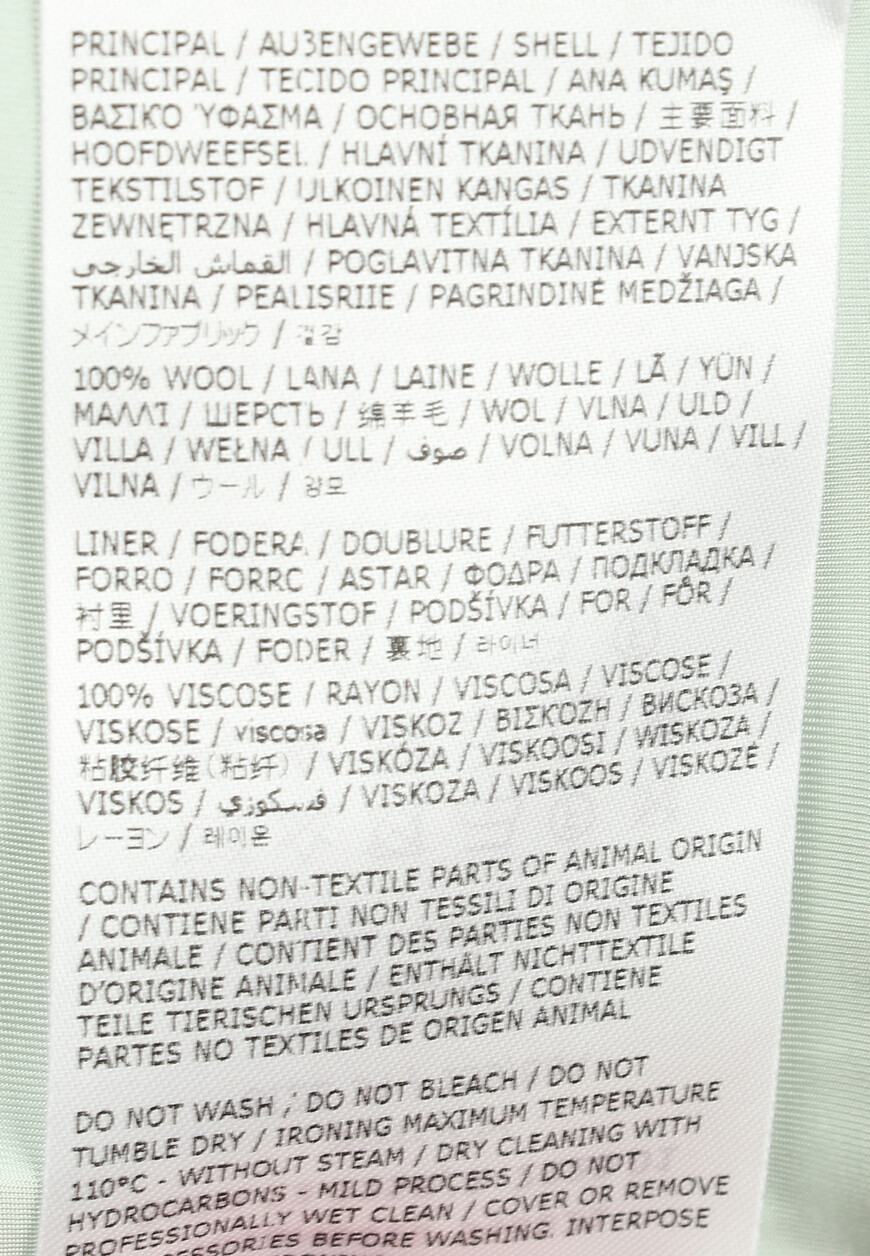 PRINCIPAL / AUßENGEWEBE / SHELL / TEJIDO
PRINCIPAL / TECIDO PRINCIPAL / ANA KUMAŞ /
ΒΑΣΙΚΟ ΎΦΑΣΜΑ / ОСНОВНАЯ ТКАНЬ / 主要面料 /
HOOFDWEEFSEL / HLAVNÍ TKANINA / UDVENDIGT
TEKSTILSTOF / ULKOINEN KANGAS / TKANINA
ZEWNĘTRZNA / HLAVNÁ TEXTÍLIA / EXTERNT TYG /
القماش الخارجي / POGLAVITNA TKANINA / VANJSKA
TKANINA / PEALISRIIE / PAGRINDINĖ MEDŽIAGA /
メインファブリック / 겉감
100% WOOL / LANA / LAINE / WOLLE / LÃ / YÜN /
ΜΑΛΛΊ / ШЕРСТЬ / 绵羊毛 / WOL / VLNA / ULD /
VILLA / WEŁNA / ULL / صوف / VOLNA / VUNA / VILL /
VILNA / ウール / 양모
LINER / FODERA / DOUBLURE / FUTTERSTOFF /
FORRO / FORRO / ASTAR / ΦΟΔΡΑ / ПОДКЛАДКА /
衬里 / VOERINGSTOF / PODŠÍVKA / FOR / FÔR /
PODŠÍVKA / FODER / 裏地 / 라이너
100% VISCOSE / RAYON / VISCOSA / VISCOSE /
VISKOSE / viscosa / VISKOZ / ΒΙΣΚΟΖΗ / ВИСКОЗА /
粘胶纤维(粘纤) / VISKÓZA / VISKOOSI / WISKOZA /
VISKOS / فسكوزي / VISKOZA / VISKOOS / VISKOZĖ /
レーヨン / 레이온
CONTAINS NON-TEXTILE PARTS OF ANIMAL ORIGIN
/ CONTIENE PARTI NON TESSILI DI ORIGINE
ANIMALE / CONTIENT DES PARTIES NON TEXTILES
D'ORIGINE ANIMALE / ENTHÄLT NICHTTEXTILE
TEILE TIERISCHEN URSPRUNGS / CONTIENE
PARTES NO TEXTILES DE ORIGEN ANIMAL
DO NOT WASH / DO NOT BLEACH / DO NOT
TUMBLE DRY / IRONING MAXIMUM TEMPERATURE
110°C - WITHOUT STEAM / DRY CLEANING WITH
HYDROCARBONS - MILD PROCESS / DO NOT
PROFESSIONALLY WET CLEAN / COVER OR REMOVE
BEFORE WASHING. INTERPOSE